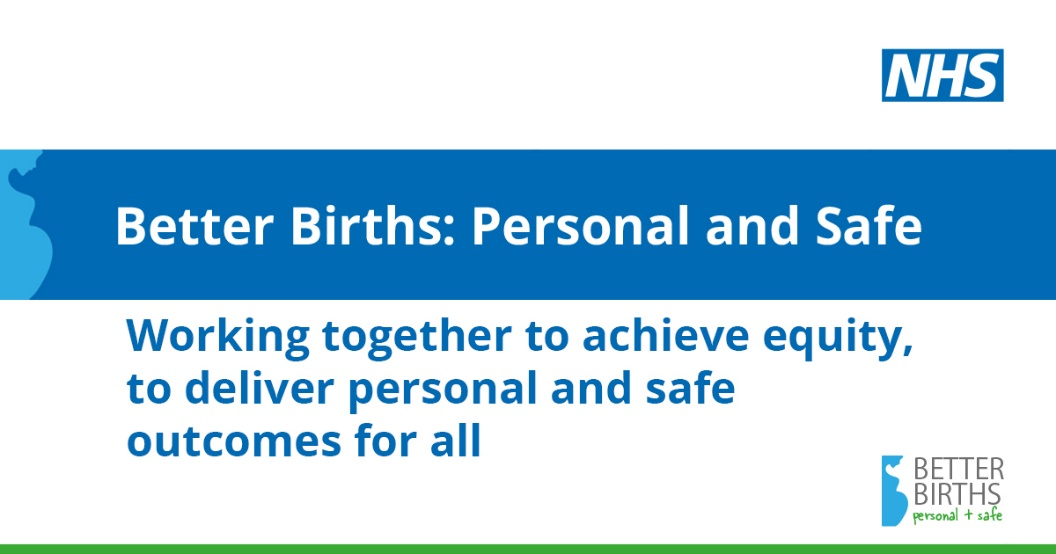 NHS
Better Births: Personal and Safe
Working together to achieve equity,
to deliver personal and safe
outcomes for all
BETTER
BIRTHS
personal + safe